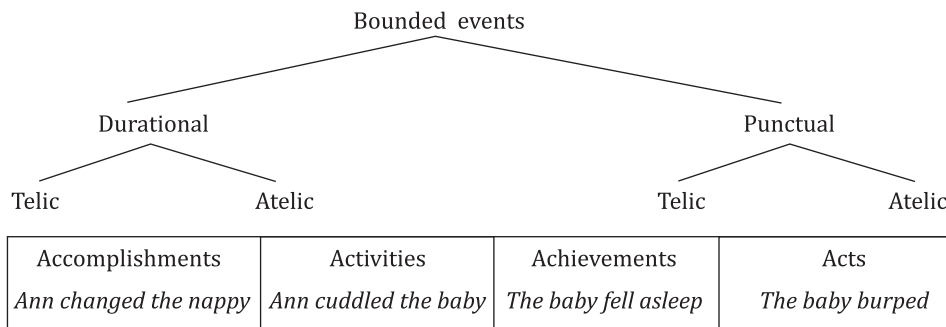 Bounded events
Durational Punctual
Telic Atelic Telic Atelic
Accomplishments Activities Achievements Acts
Ann changed the nappy Ann cuddled the baby The baby fell asleep The baby burped